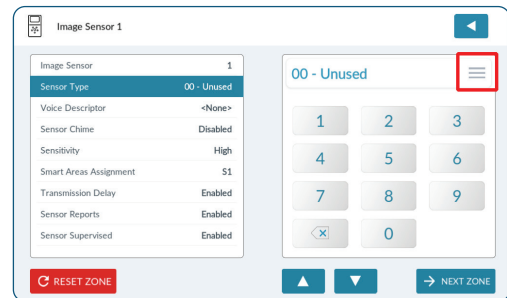 Image Sensor 1
Image Sensor 1
Sensor Type 00 - Unused
Voice Descriptor <None>
Sensor Chime Disabled
Sensitivity High
Smart Areas Assignment S1
Transmission Delay Enabled
Sensor Reports Enabled
Sensor Supervised Enabled
00 - Unused
1 2 3
4 5 6
7 8 9
0
RESET ZONE
NEXT ZONE